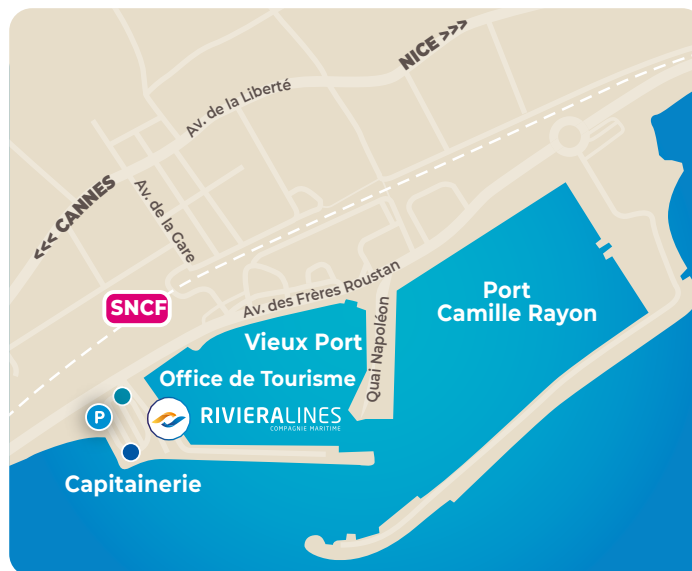 NICE >>>
Av. de la Liberté
<<< CANNES
Av. de la Gare
SNCF
Av. des Frères Roustan
Port
Camille Rayon
Quai Napoléon
Vieux Port
Office de Tourisme
P
RIVIERALINES
COMPAGNIE MARITIME
Capitainerie